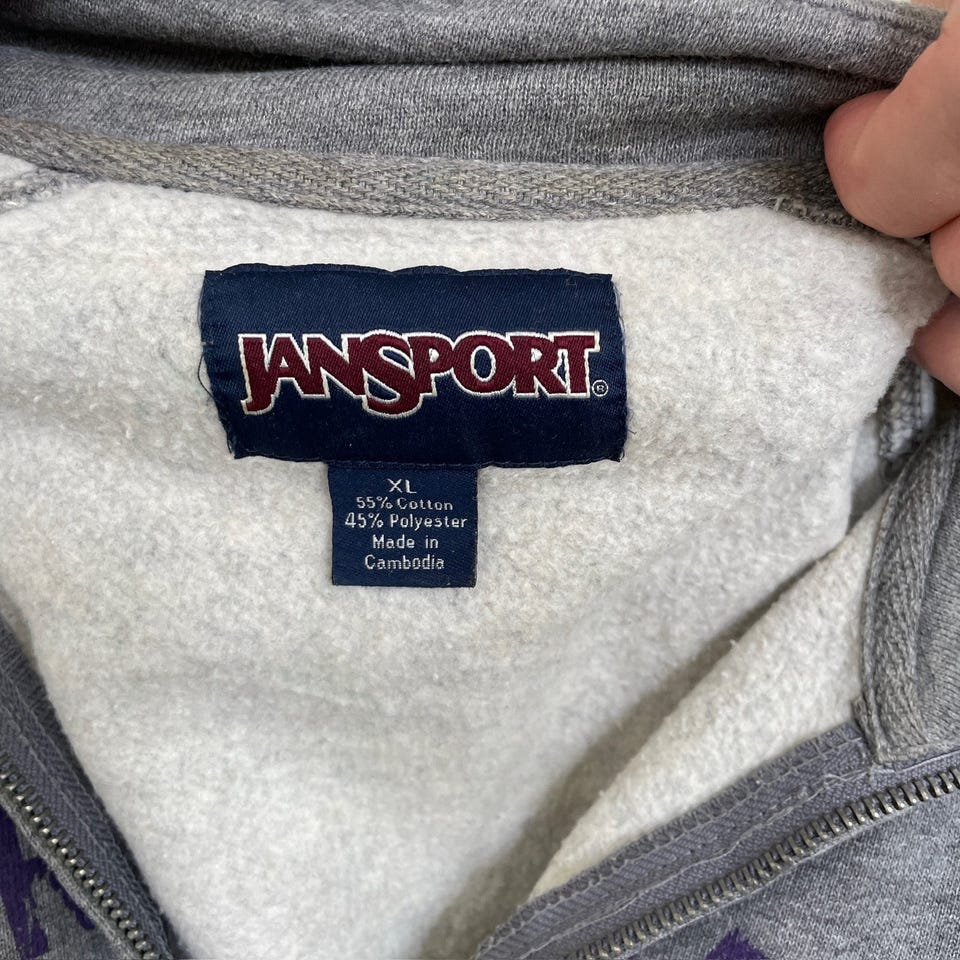 JANSPORT®
XL
55% Cotton
45% Polyester
Made in
Cambodia